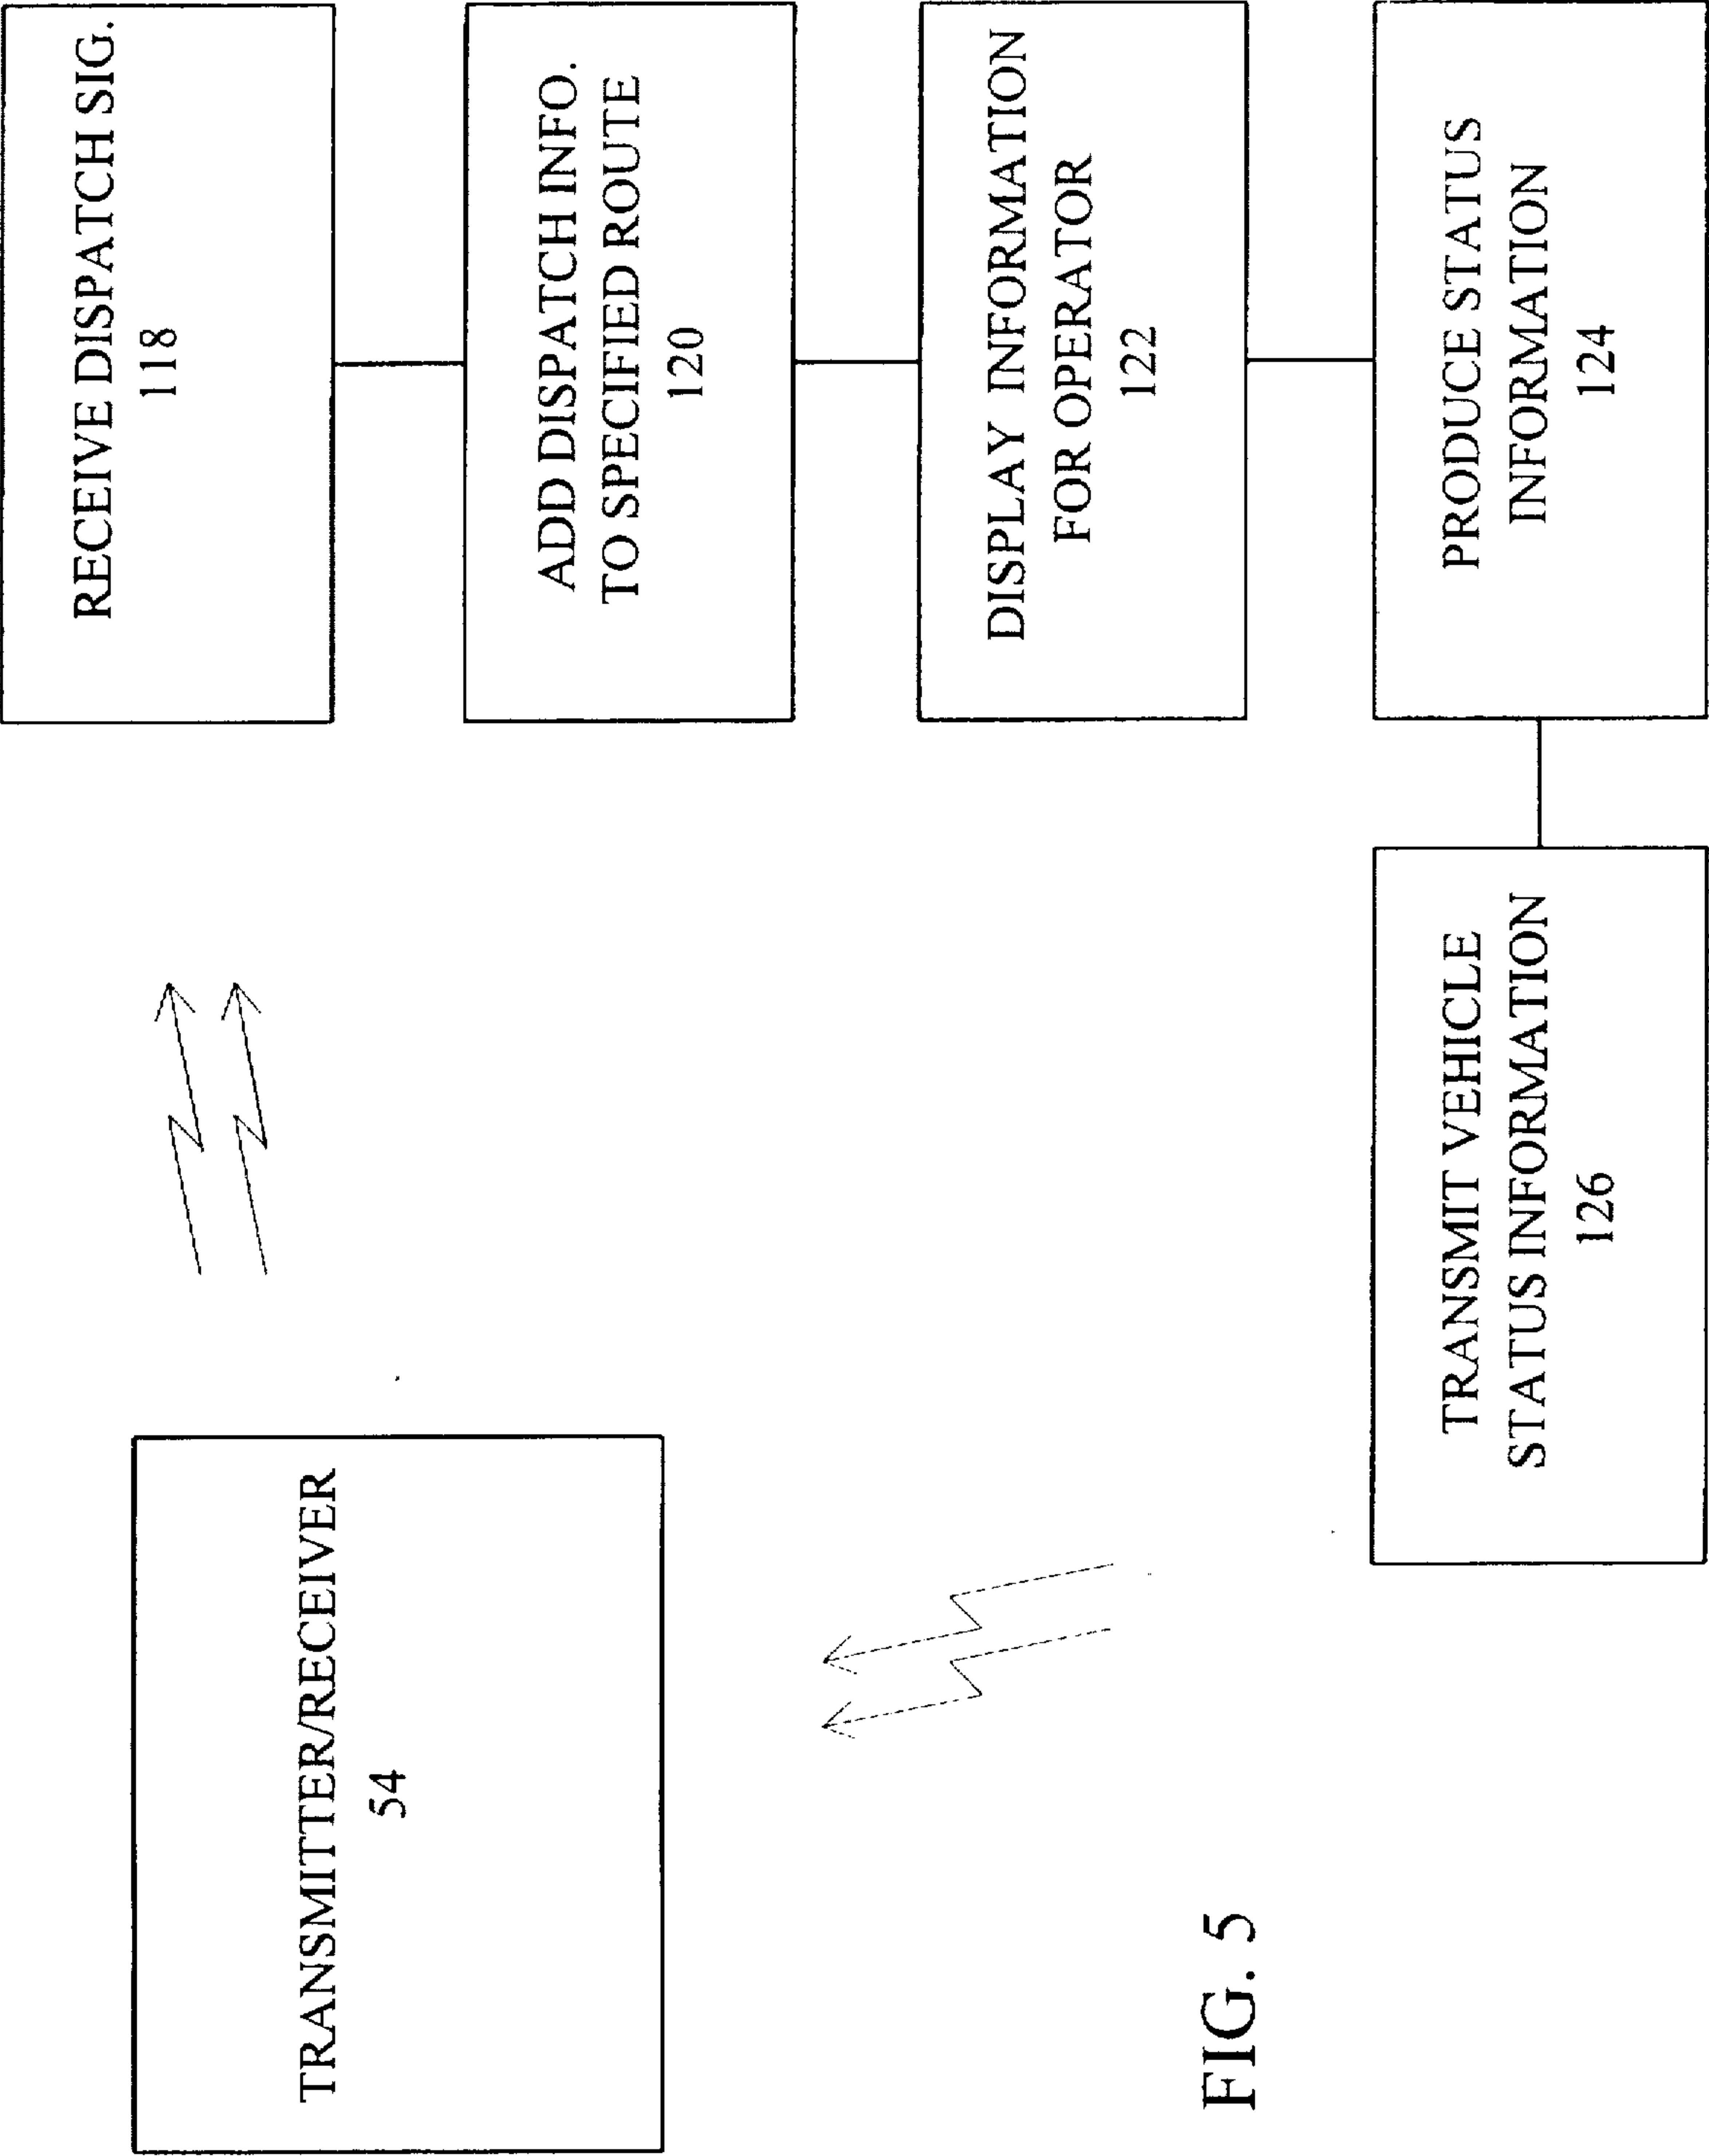 TRANSMITTER/RECEIVER
54
RECEIVE DISPATCH SIG.
118
ADD DISPATCH INFO.
TO SPECIFIED ROUTE
120
DISPLAY INFORMATION
FOR OPERATOR
122
PRODUCE STATUS
INFORMATION
124
TRANSMIT VEHICLE
STATUS INFORMATION
126
FIG. 5